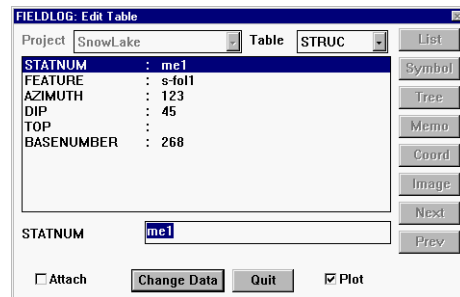 FIELDLOG: Edit Table
Project SnowLake Table STRUC List
STATNUM : me1
FEATURE : s-fol1
AZIMUTH : 123
DIP : 45
TOP :
BASENUMBER : 268
Symbol
Tree
Memo
Coord
Image
Next
Prev
STATNUM me1
Attach Change Data Quit Plot